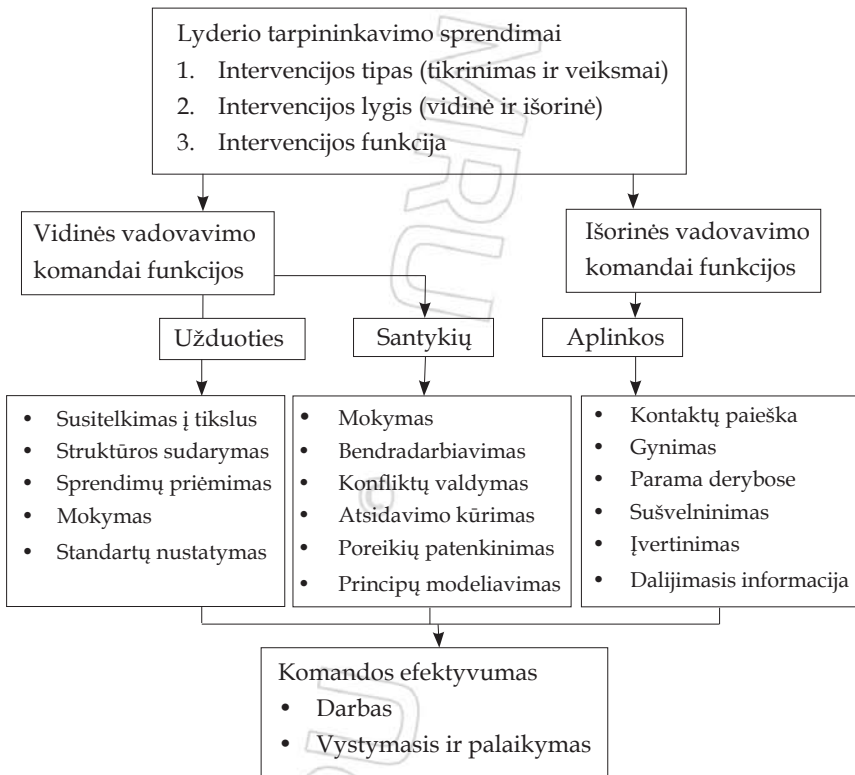 Lyderio tarpininkavimo sprendimai
1. Intervencijos tipas (tikrinimas ir veiksmai)
2. Intervencijos lygis (vidinė ir išorinė)
3. Intervencijos funkcija
Vidinės vadovavimo
komandai funkcijos
Išorinės vadovavimo
komandai funkcijos
Užduoties
Santykių
Aplinkos
• Susitelkimas į tikslus
• Struktūros sudarymas
• Sprendimų priėmimas
• Mokymas
• Standartų nustatymas
• Mokymas
• Bendradarbiavimas
• Konfliktų valdymas
• Atsidavimo kūrimas
• Poreikių patenkinimas
• Principų modeliavimas
• Kontaktų paieška
• Gynimas
• Parama derybose
• Sušvelninimas
• Įvertinimas
• Dalijimasis informacija
Komandos efektyvumas
• Darbas
• Vystymasis ir palaikymas
MRU
©